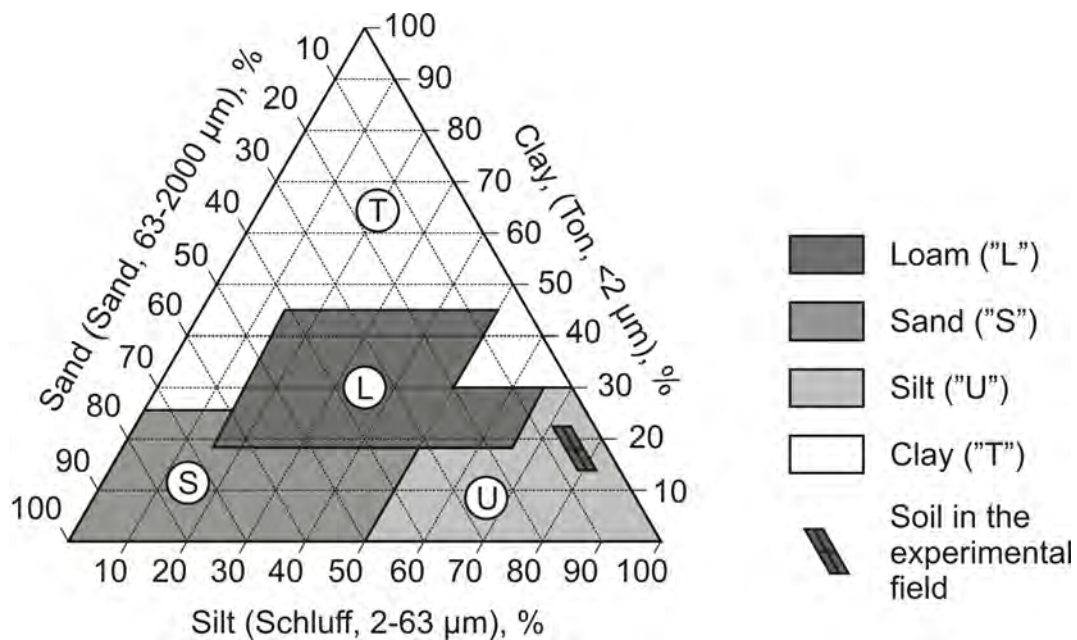 100
90
80
70
60
50
40
30
20
10
Clay, (Ton, <2 µm), %
10
20
30
40
50
60
70
80
90
100
Sand (Sand, 63-2000 µm), %
T
L
S
U
10 20 30 40 50 60 70 80 90 100
Silt (Schluff, 2-63 µm), %
Loam ("L")
Sand ("S")
Silt ("U")
Clay ("T")
Soil in the
experimental
field